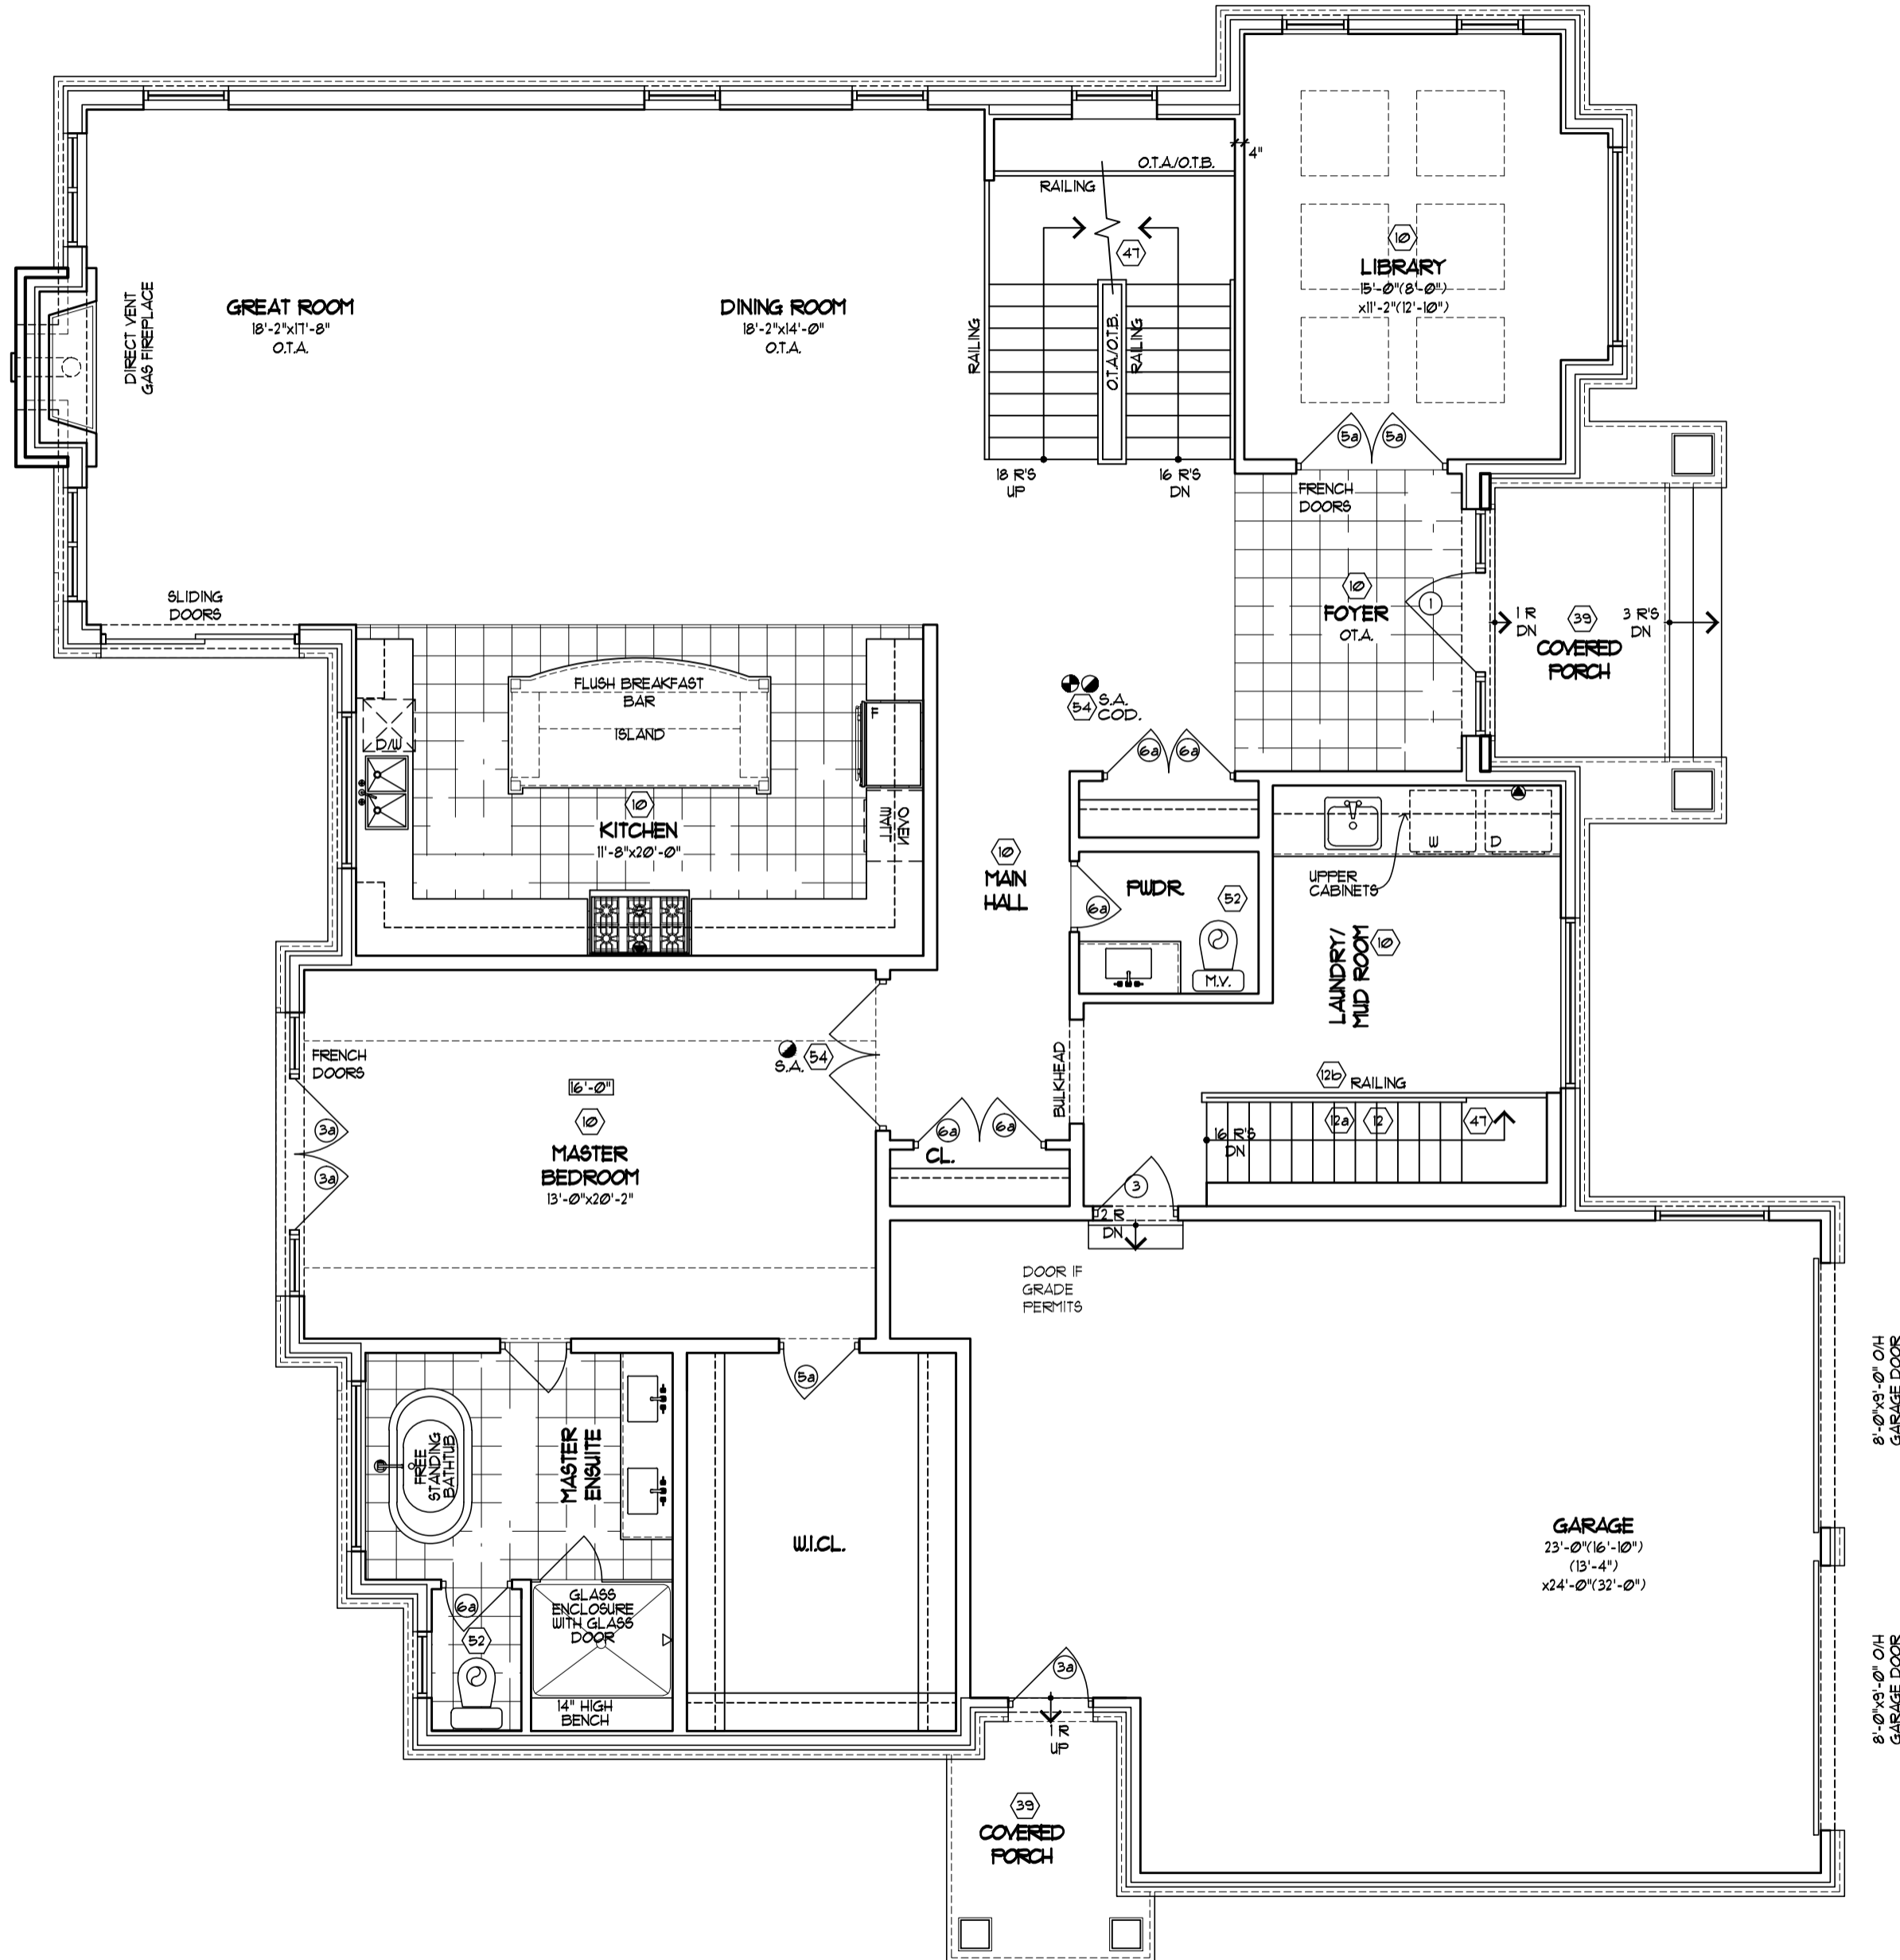 4"
O.T.A./O.T.B.
RAILING
47
10
LIBRARY
15'-0"(8'-0")
x11'-2"(12'-10")
GREAT ROOM
18'-2"x17'-8"
O.T.A.
DINING ROOM
18'-2"x14'-0"
O.T.A.
DIRECT VENT
GAS FIREPLACE
RAILING
O.T.A./O.T.B.
RAILING
5a
5a
18 R'S
UP
16 R'S
DN
FRENCH
DOORS
SLIDING
DOORS
10
FOYER
O.T.A.
1
1 R
DN
39
3 R'S
DN
COVERED
PORCH
FLUSH BREAKFAST
BAR
ISLAND
F
D/W
54
S.A.
COD.
6a
6a
10
KITCHEN
11'-8"x20'-0"
WALL
OVEN
10
MAIN
HALL
PWDR.
6a
52
M.V.
W
D
UPPER
CABINETS
LAUNDRY/
MUD ROOM
10
FRENCH
DOORS
S.A.
54
16'-0"
BULKHEAD
12b
RAILING
12a
12
47
16 R'S
DN
3a
3a
10
MASTER
BEDROOM
13'-0"x20'-2"
6a
6a
CL.
3
2 R
DN
DOOR IF
GRADE
PERMITS
5a
FREE
STANDING
BATHTUB
MASTER
ENSUITE
W.I.CL.
8'-0"x9'-0" O/H
GARAGE DOOR
GARAGE
23'-0"(16'-10")
(13'-4")
x24'-0"(32'-0")
6a
52
GLASS
ENCLOSURE
WITH GLASS
DOOR
14" HIGH
BENCH
3a
1 R
UP
8'-0"x9'-0" O/H
GARAGE DOOR
39
COVERED
PORCH